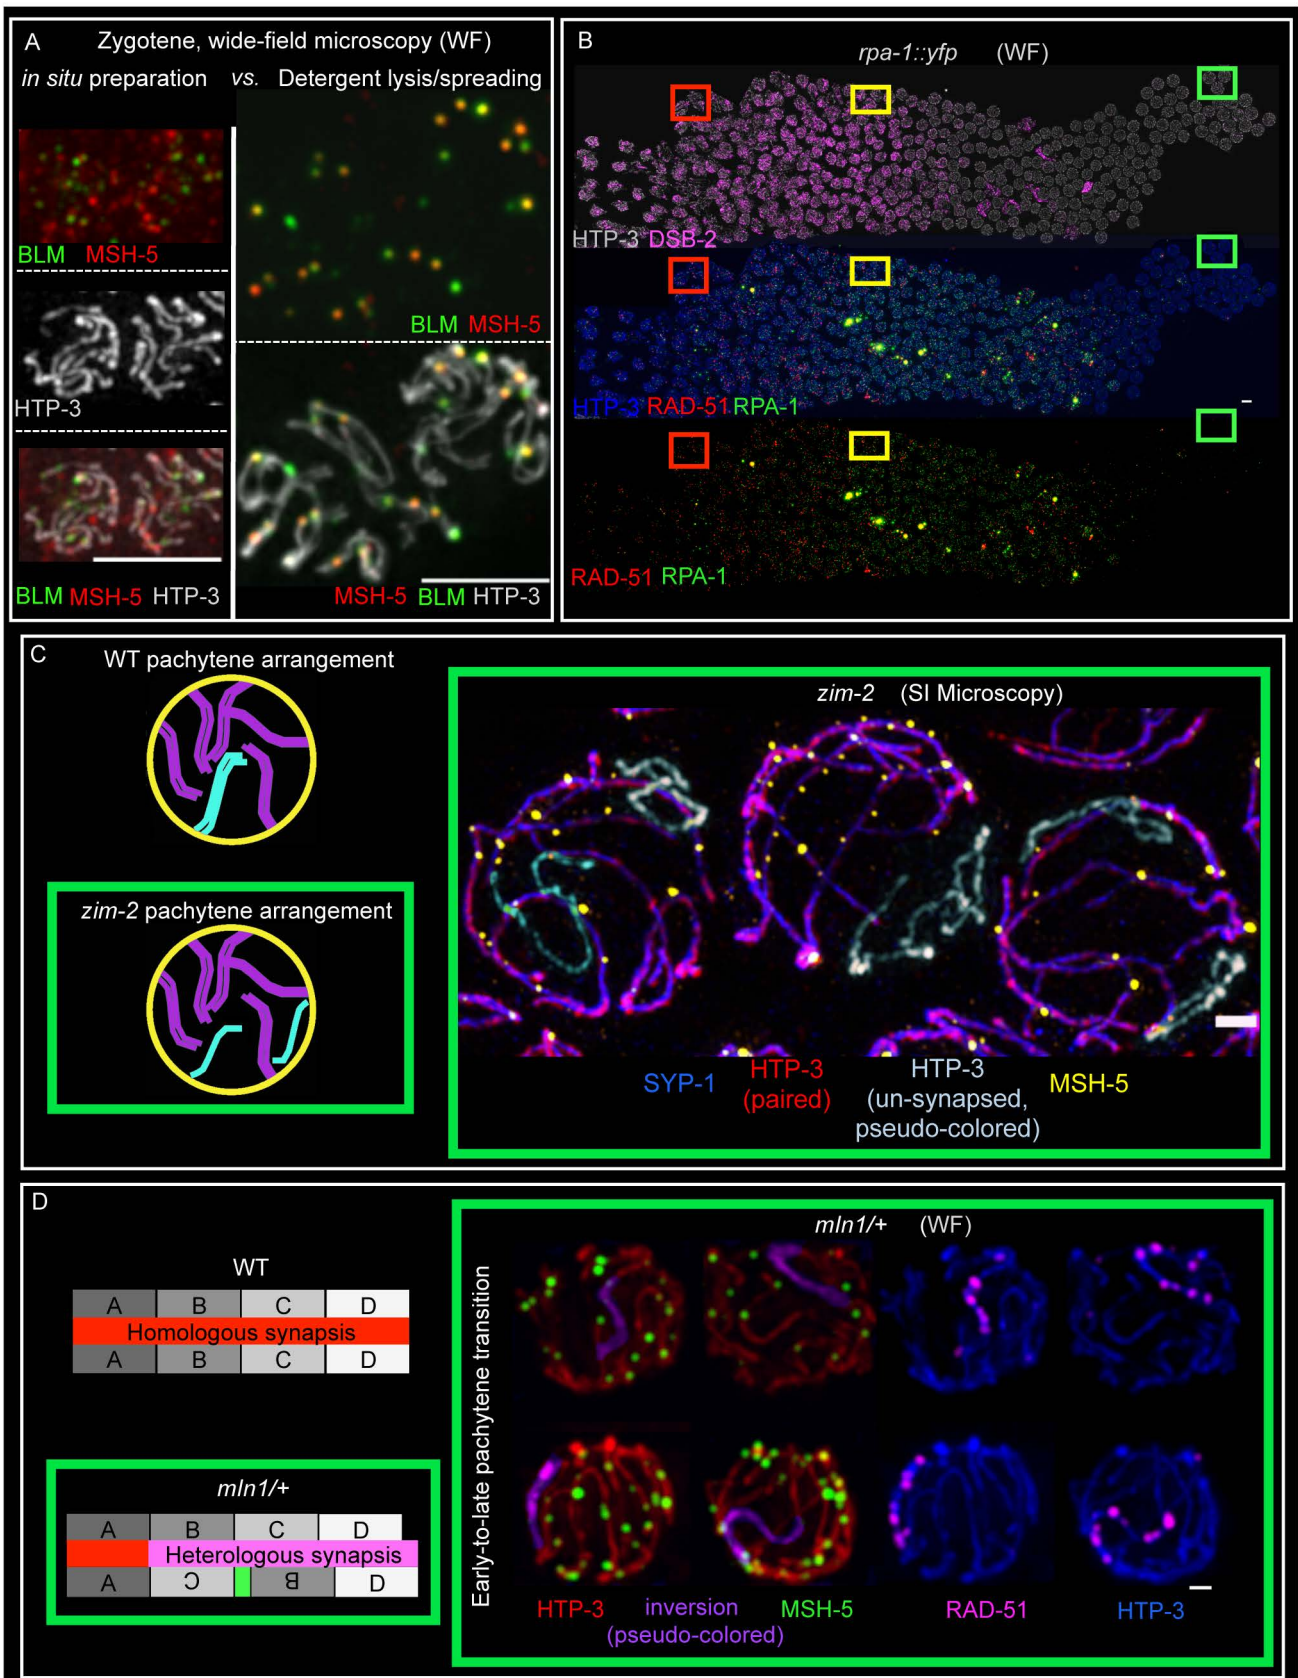 A
Zygotene, wide-field microscopy (WF)
in situ preparation vs. Detergent lysis/spreading
BLM MSH-5
HTP-3
BLM MSH-5 HTP-3
BLM MSH-5
MSH-5 BLM HTP-3
B
rpa-1::yfp (WF)
HTP-3 DSB-2
HTP-3 RAD-51 RPA-1
RAD-51 RPA-1
C
WT pachytene arrangement
zim-2 pachytene arrangement
zim-2 (SI Microscopy)
SYP-1
HTP-3
(paired)
HTP-3
(un-synapsed,
pseudo-colored)
MSH-5
D
WT
A B C D
Homologous synapsis
A B C D
mIn1/+
A B C D
Heterologous synapsis
A C B D
mIn1/+ (WF)
Early-to-late pachytene transition
HTP-3
inversion
(pseudo-colored)
MSH-5
RAD-51
HTP-3